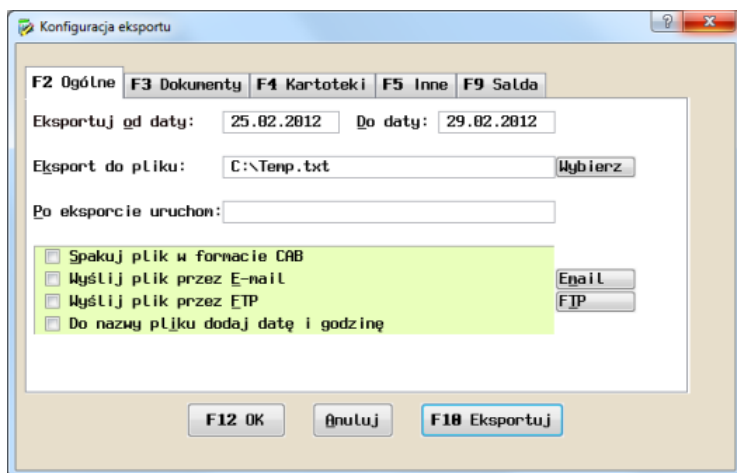 Konfiguracja eksportu
F2 Ogólne F3 Dokumenty F4 Kartoteki F5 Inne F9 Salda
Eksportuj od daty: 25.02.2012 Do daty: 29.02.2012
Eksport do pliku: C:\Temp.txt Wybierz
Po eksporcie uruchom:
Spakuj plik w formacie CAB
Wyślij plik przez E-mail Email
Wyślij plik przez FTP FTP
Do nazwy pliku dodaj datę i godzinę
F12 OK Anuluj F10 Eksportuj